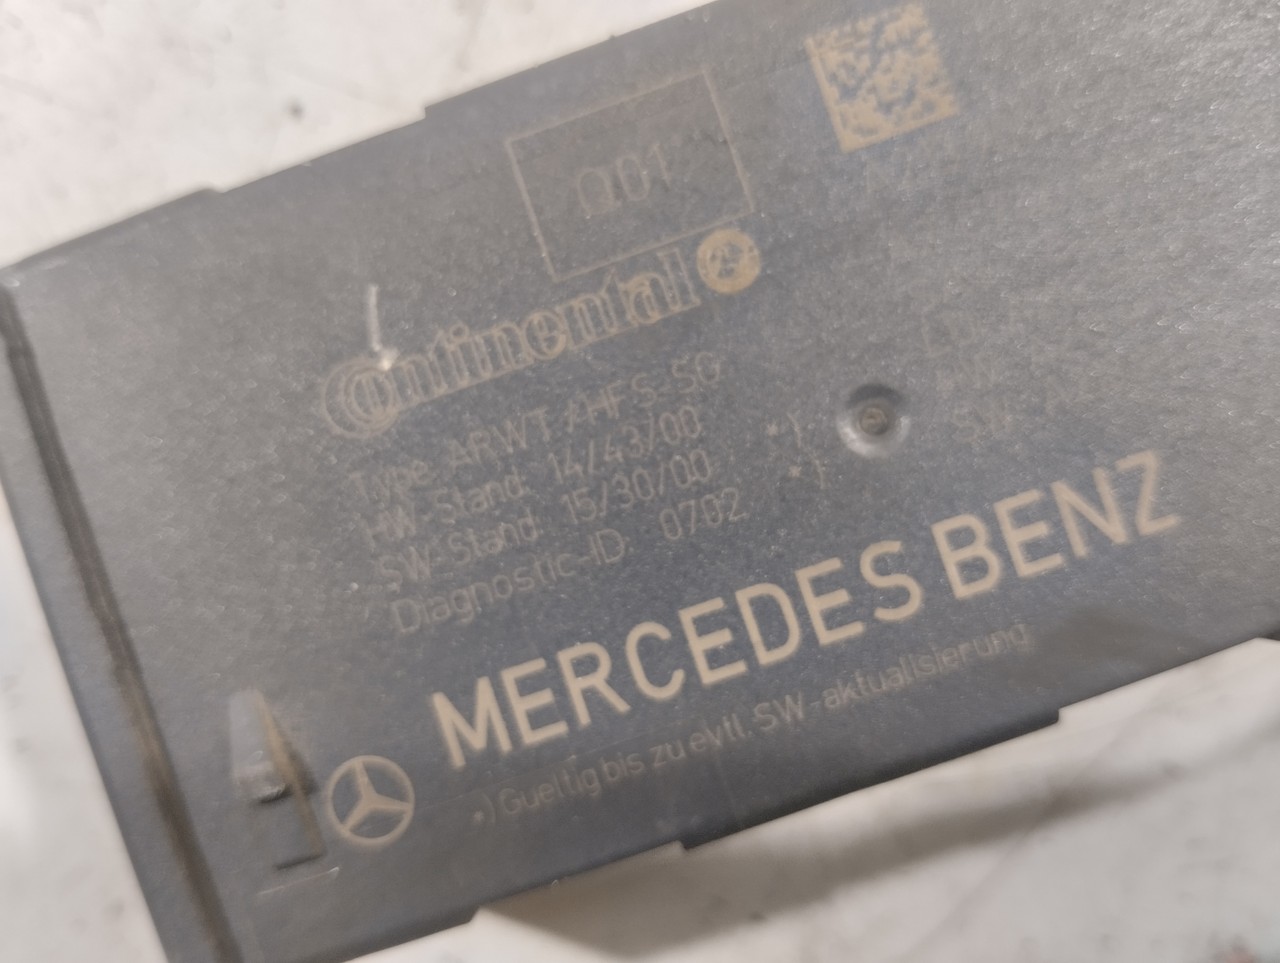 Q01
Continental
Type: ARWT/HFS-SG
HW-Stand: 14/43/00 *)
SW-Stand: 15/30/00 *)
Diagnostic-ID: 0702
SW:
MERCEDES BENZ
*) Gueltig bis zu evtl. SW-aktualisierung